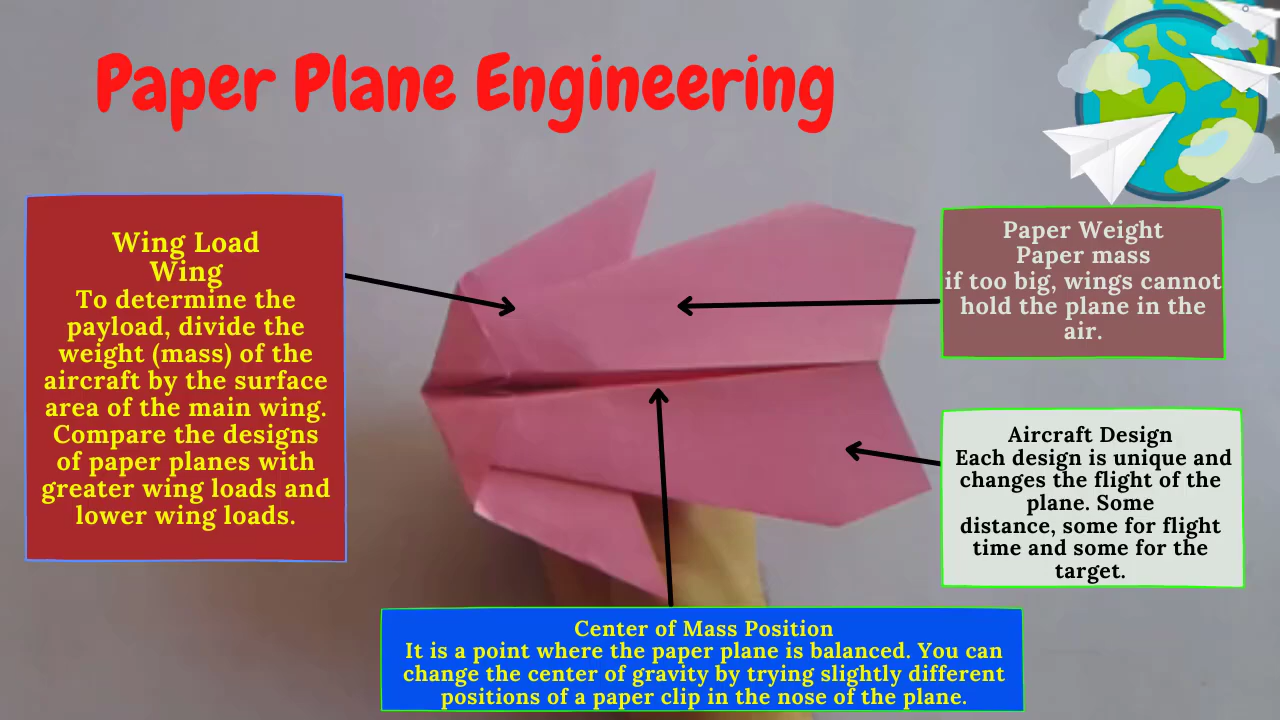 Paper Plane Engineering
Wing Load
Wing
To determine the
payload, divide the
weight (mass) of the
aircraft by the surface
area of the main wing.
Compare the designs
of paper planes with
greater wing loads and
lower wing loads.
Paper Weight
Paper mass
if too big, wings cannot
hold the plane in the
air.
Aircraft Design
Each design is unique and
changes the flight of the
plane. Some
distance, some for flight
time and some for the
target.
Center of Mass Position
It is a point where the paper plane is balanced. You can
change the center of gravity by trying slightly different
positions of a paper clip in the nose of the plane.